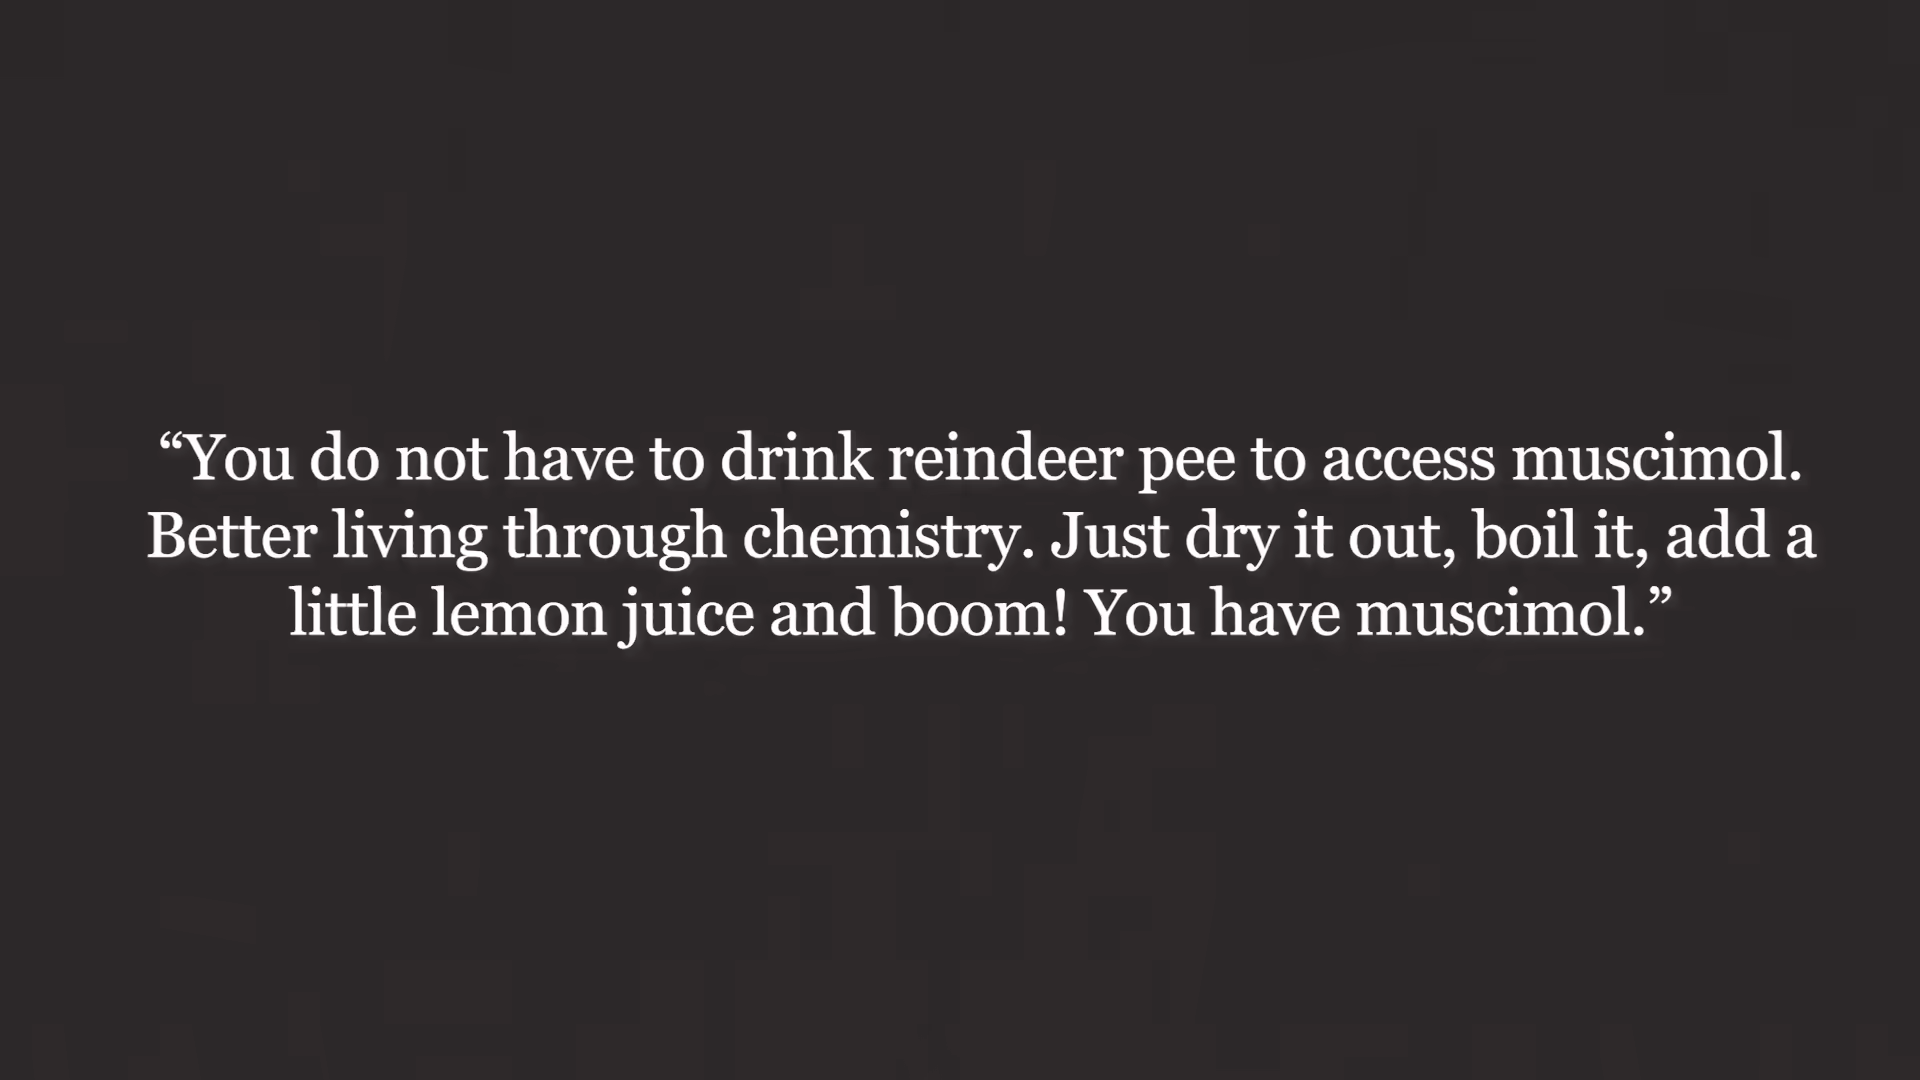 “You do not have to drink reindeer pee to access muscimol.
Better living through chemistry. Just dry it out, boil it, add a
little lemon juice and boom! You have muscimol.”